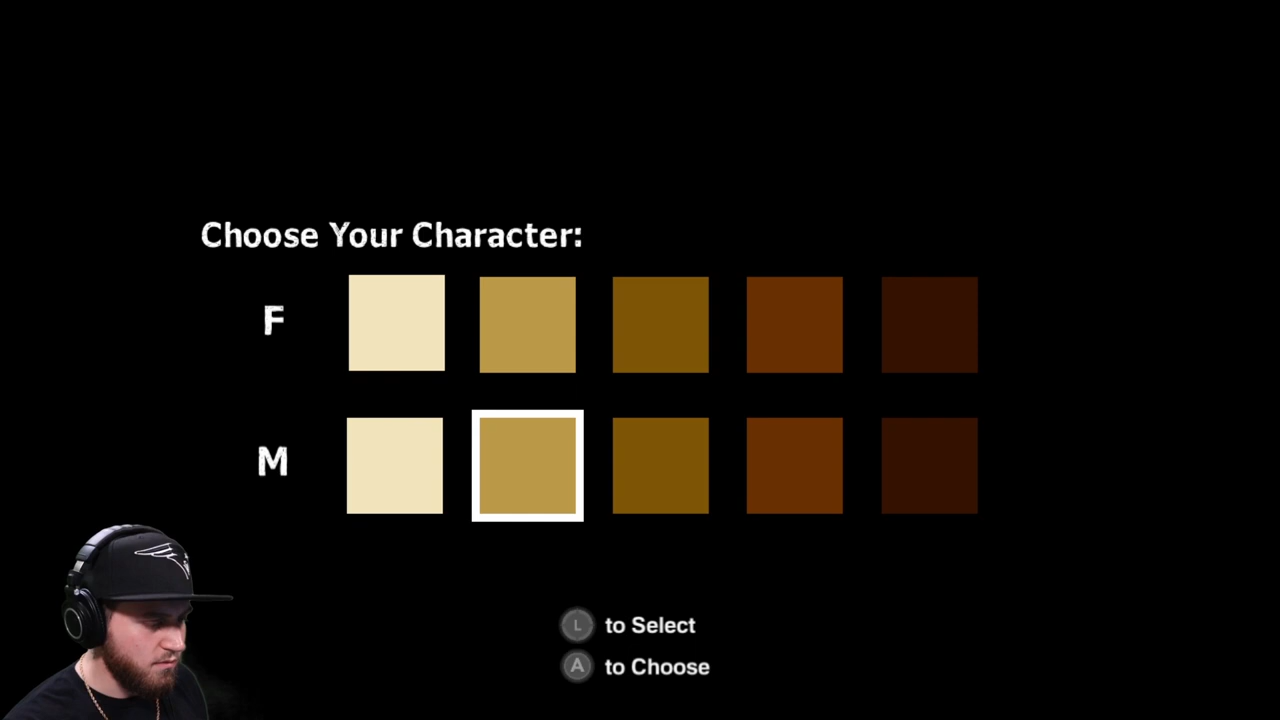 Choose Your Character:
F
M
L to Select
A to Choose